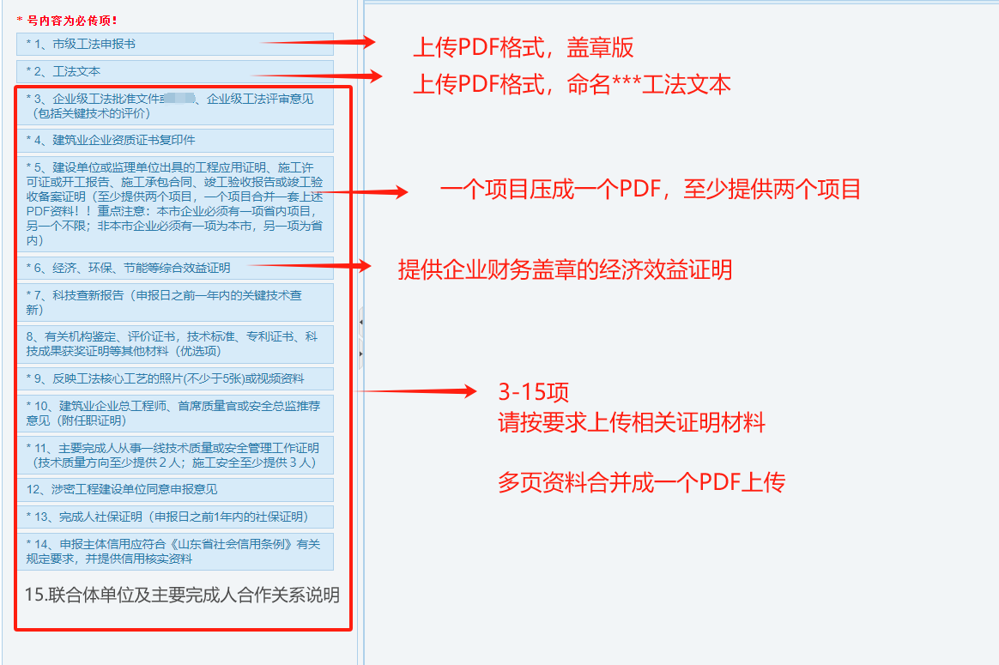 * 号内容为必传项!
* 1、市级工法申报书
上传PDF格式，盖章版
* 2、工法文本
上传PDF格式，命名***工法文本
* 3、企业级工法批准文件、企业级工法评审意见
（包括关键技术的评价）
* 4、建筑业企业资质证书复印件
* 5、建设单位或监理单位出具的工程应用证明、施工许
可证或开工报告、施工承包合同、竣工验收报告或竣工验
收备案证明（至少提供两个项目，一个项目合并一套上述
PDF资料！！重点注意：本市企业必须有一项省内项目，
另一个不限；非本市企业必须有一项为本市，另一项为省
内）
一个项目压成一个PDF，至少提供两个项目
* 6、经济、环保、节能等综合效益证明
提供企业财务盖章的经济效益证明
* 7、科技查新报告（申报日之前一年内的关键技术查
新）
8、有关机构鉴定、评价证书，技术标准、专利证书、科
技成果获奖证明等其他材料（优选项）
* 9、反映工法核心工艺的照片(不少于5张)或视频资料
* 10、建筑业企业总工程师、首席质量官或安全总监推荐
意见（附任职证明）
* 11、主要完成人从事一线技术质量或安全管理工作证明
（技术质量方向至少提供２人；施工安全至少提供３人）
12、涉密工程建设单位同意申报意见
* 13、完成人社保证明（申报日之前1年内的社保证明）
* 14、申报主体信用应符合《山东省社会信用条例》有关
规定要求，并提供信用核实资料
15.联合体单位及主要完成人合作关系说明
3-15项
请按要求上传相关证明材料
多页资料合并成一个PDF上传